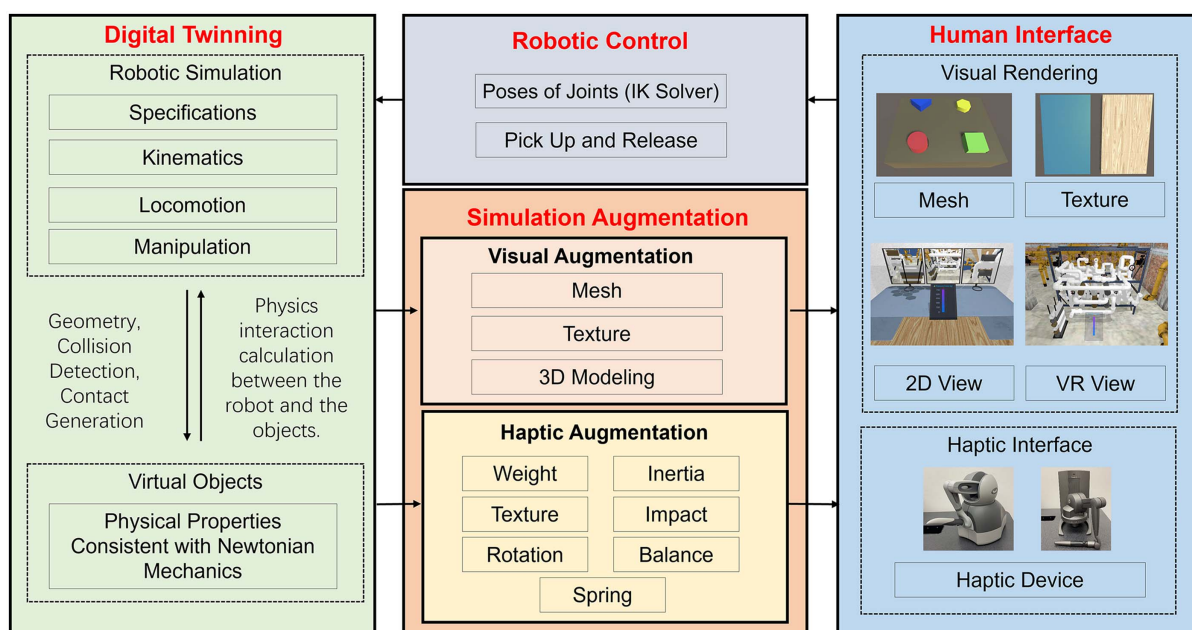 Digital Twinning
Robotic Simulation
Specifications
Kinematics
Locomotion
Manipulation
Geometry,
Collision
Detection,
Contact
Generation
Physics
interaction
calculation
between the
robot and the
objects.
Virtual Objects
Physical Properties
Consistent with Newtonian
Mechanics
Robotic Control
Poses of Joints (IK Solver)
Pick Up and Release
Simulation Augmentation
Visual Augmentation
Mesh
Texture
3D Modeling
Haptic Augmentation
Weight
Inertia
Texture
Impact
Rotation
Balance
Spring
Human Interface
Visual Rendering
Mesh
Texture
2D View
VR View
Haptic Interface
Haptic Device